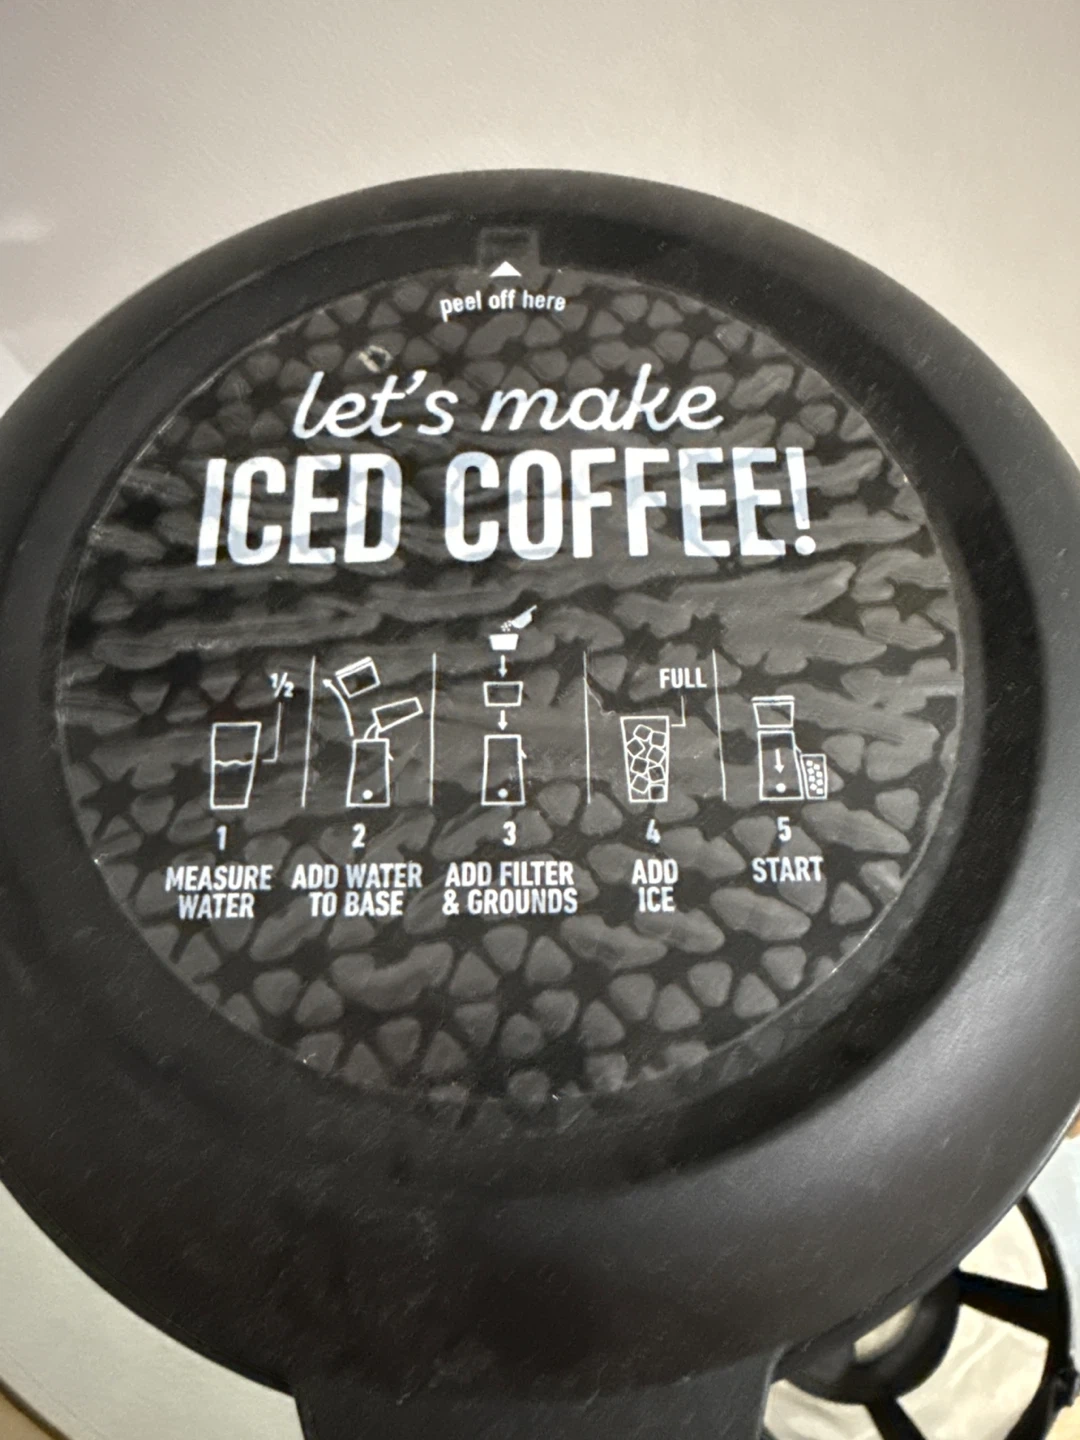 peel off here
let's make
ICED COFFEE!
1/2
FULL
1
2
3
4
5
MEASURE
WATER
ADD WATER
TO BASE
ADD FILTER
& GROUNDS
ADD
ICE
START